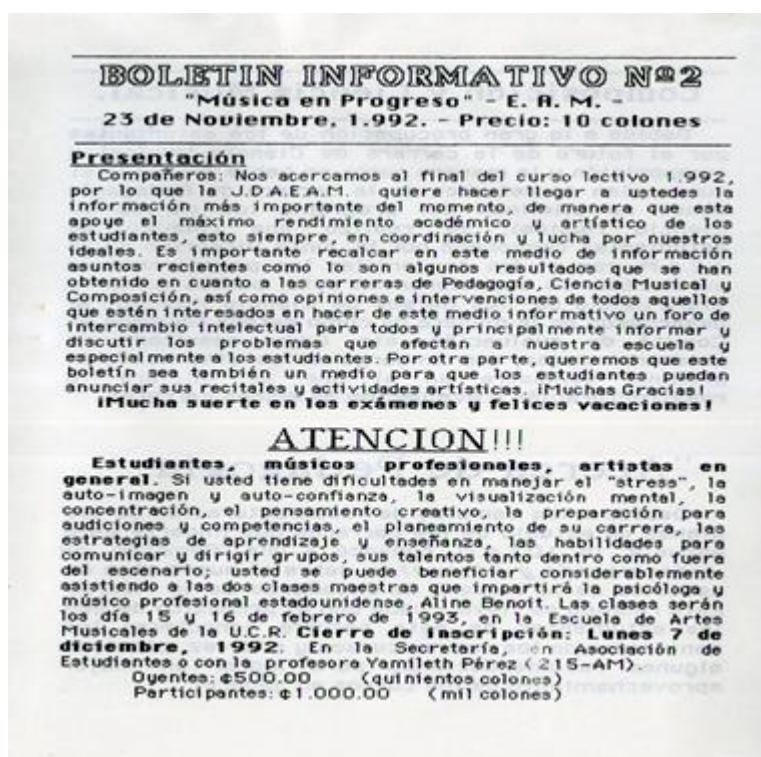 BOLETIN INFORMATIVO Nº2
"Música en Progreso" - E. A. M. -
23 de Noviembre, 1.992. - Precio: 10 colones
Presentación
Compañeros: Nos acercamos al final del curso lectivo 1.992,
por lo que la J.D.A.E.A.M. quiere hacer llegar a ustedes la
información más importante del momento, de manera que esta
apoye el máximo rendimiento académico y artístico de los
estudiantes, esto siempre, en coordinación y lucha por nuestros
ideales. Es importante recalcar en este medio de información
asuntos recientes como lo son algunos resultados que se han
obtenido en cuanto a las carreras de Pedagogía, Ciencia Musical y
Composición, así como opiniones e intervenciones de todos aquellos
que estén interesados en hacer de este medio informativo un foro de
intercambio intelectual para todos y principalmente informar y
discutir los problemas que afectan a nuestra escuela y
especialmente a los estudiantes. Por otra parte, queremos que este
boletín sea también un medio para que los estudiantes puedan
anunciar sus recitales y actividades artísticas. ¡Muchas Gracias!
¡Mucha suerte en los exámenes y felices vacaciones!
ATENCION!!!
Estudiantes, músicos profesionales, artistas en
general. Si usted tiene dificultades en manejar el "stress", la
auto-imagen y auto-confianza, la visualización mental, la
concentración, el pensamiento creativo, la preparación para
audiciones y competencias, el planeamiento de su carrera, las
estrategias de aprendizaje y enseñanza, las habilidades para
comunicar y dirigir grupos, sus talentos tanto dentro como fuera
del escenario; usted se puede beneficiar considerablemente
asistiendo a las dos clases maestras que impartirá la psicóloga y
músico profesional estadounidense, Aline Benoit. Las clases serán
los día 15 y 16 de febrero de 1993, en la Escuela de Artes
Musicales de la U.C.R. Cierre de inscripción: Lunes 7 de
diciembre, 1992. En la Secretaría, en Asociación de
Estudiantes ó con la profesora Yamileth Pérez (215-AM).
Oyentes: ¢500.00 (quinientos colones)
Participantes: ¢1.000.00 (mil colones)